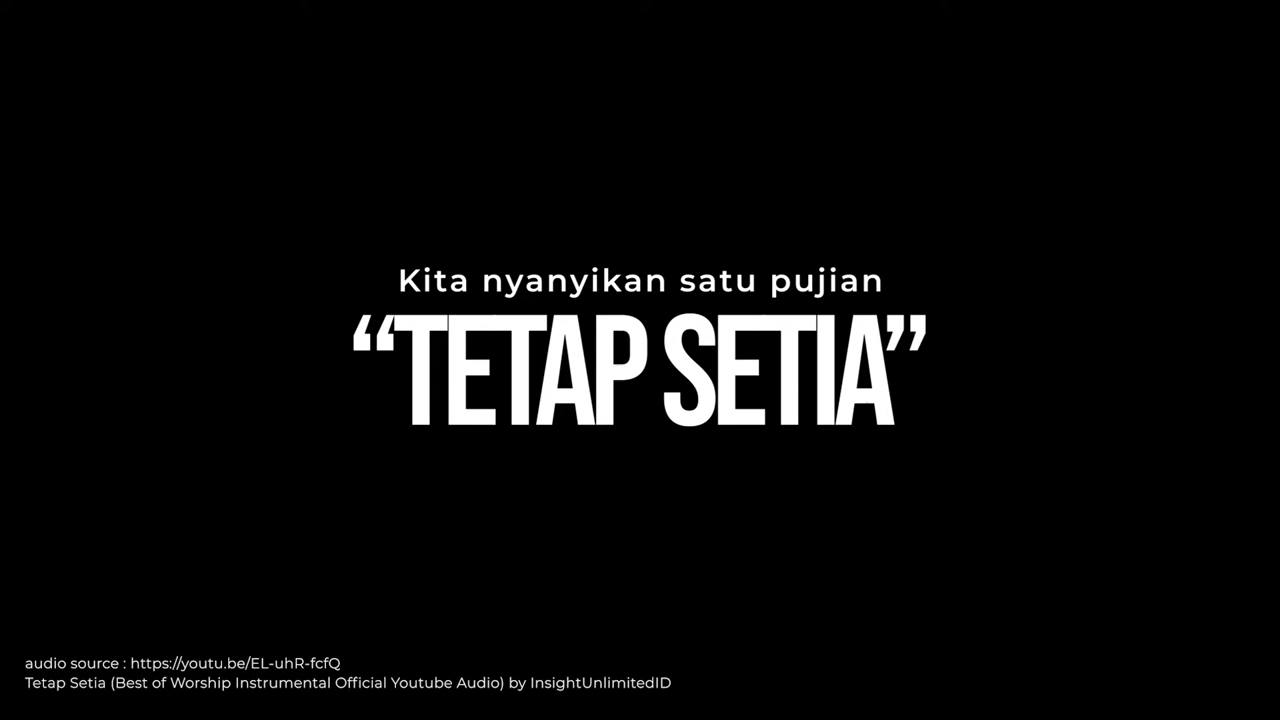 Kita nyanyikan satu pujian
“TETAP SETIA”
audio source : https://youtu.be/EL-uhR-fcfQ
Tetap Setia (Best of Worship Instrumental Official Youtube Audio) by InsightUnlimitedID